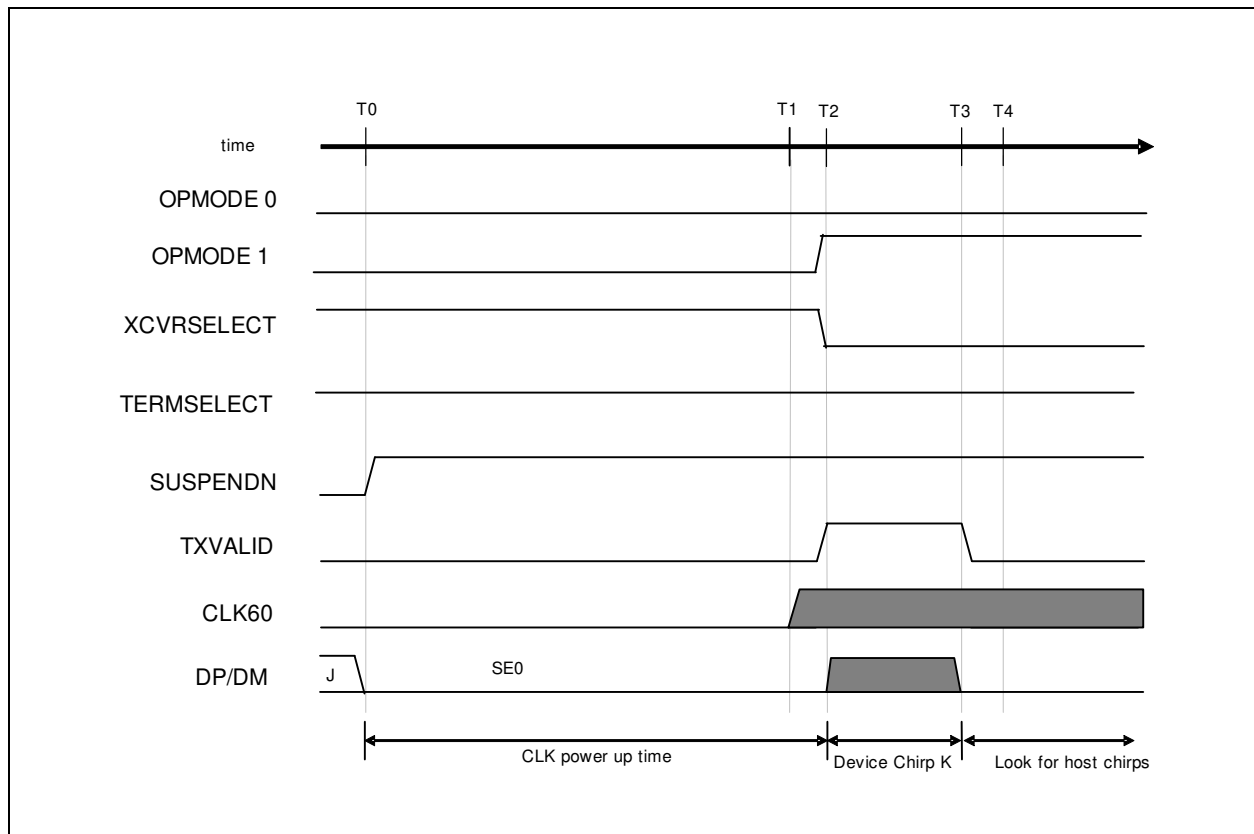 T0 T1 T2 T3 T4
time
OPMODE 0
OPMODE 1
XCVRSELECT
TERMSELECT
SUSPENDN
TXVALID
CLK60
DP/DM J SE0
CLK power up time Device Chirp K Look for host chirps